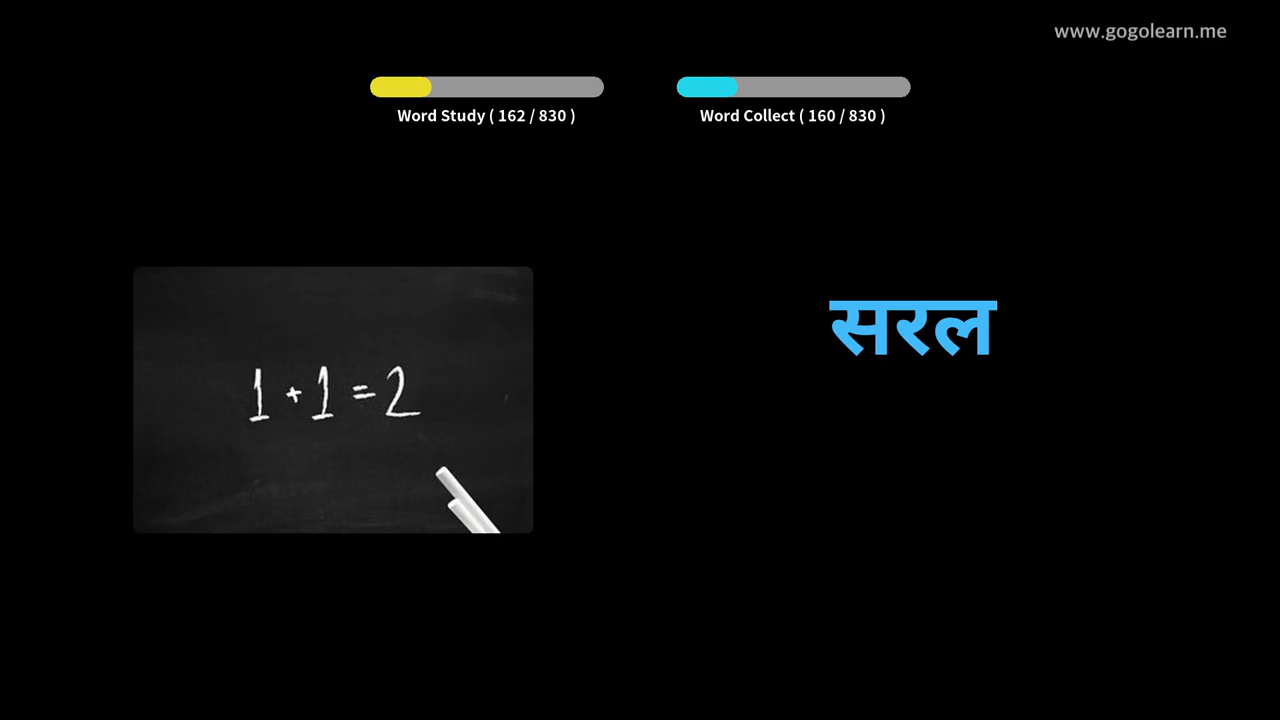 www.gogolearn.me
Word Study ( 162 / 830 )
Word Collect ( 160 / 830 )
1 + 1 = 2
सरल